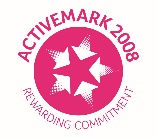 ACTIVEMARK 2008
REWARDING COMMITMENT